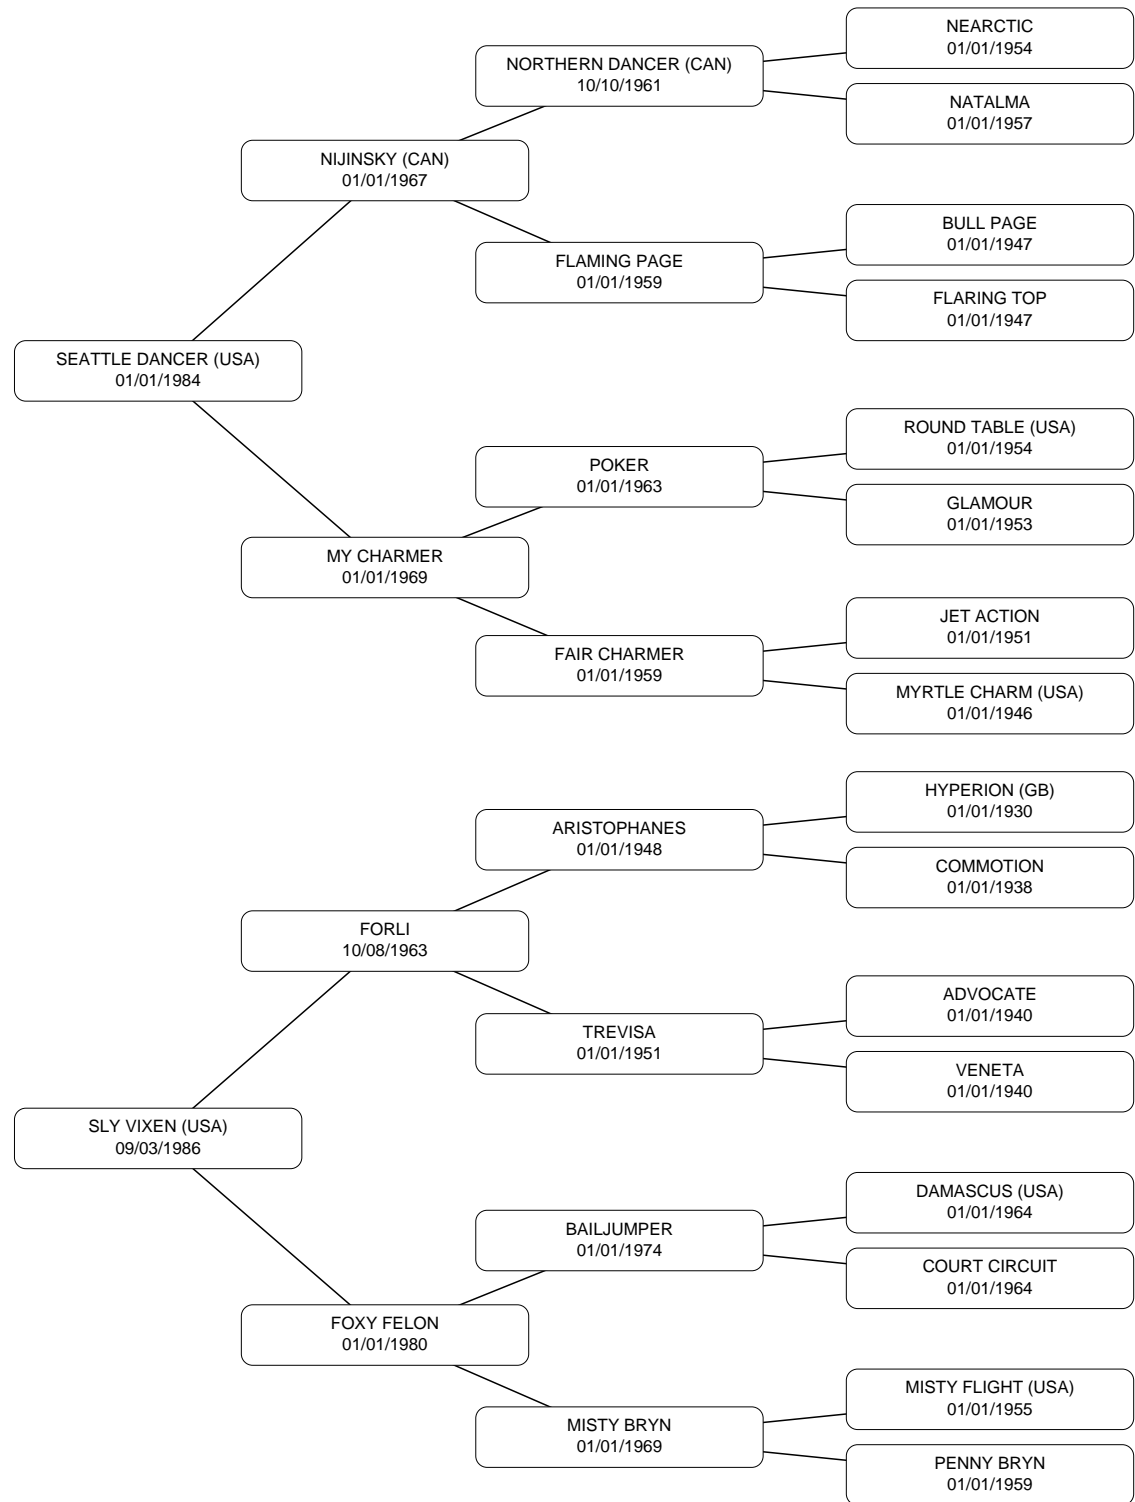 NEARCTIC
01/01/1954
NORTHERN DANCER (CAN)
10/10/1961
NATALMA
01/01/1957
NIJINSKY (CAN)
01/01/1967
BULL PAGE
01/01/1947
FLAMING PAGE
01/01/1959
FLARING TOP
01/01/1947
SEATTLE DANCER (USA)
01/01/1984
ROUND TABLE (USA)
01/01/1954
POKER
01/01/1963
GLAMOUR
01/01/1953
MY CHARMER
01/01/1969
JET ACTION
01/01/1951
FAIR CHARMER
01/01/1959
MYRTLE CHARM (USA)
01/01/1946
HYPERION (GB)
01/01/1930
ARISTOPHANES
01/01/1948
COMMOTION
01/01/1938
FORLI
10/08/1963
ADVOCATE
01/01/1940
TREVISA
01/01/1951
VENETA
01/01/1940
SLY VIXEN (USA)
09/03/1986
DAMASCUS (USA)
01/01/1964
BAILJUMPER
01/01/1974
COURT CIRCUIT
01/01/1964
FOXY FELON
01/01/1980
MISTY FLIGHT (USA)
01/01/1955
MISTY BRYN
01/01/1969
PENNY BRYN
01/01/1959